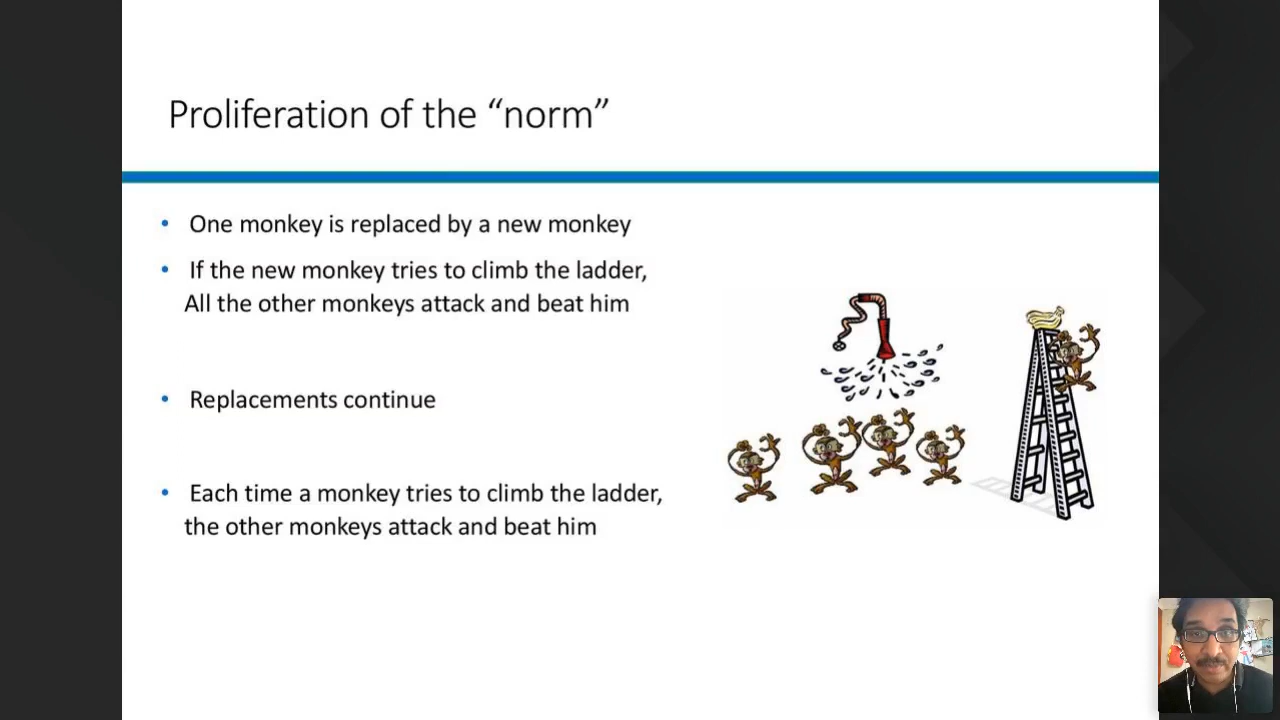 Proliferation of the “norm”
• One monkey is replaced by a new monkey
• If the new monkey tries to climb the ladder,
All the other monkeys attack and beat him
• Replacements continue
• Each time a monkey tries to climb the ladder,
the other monkeys attack and beat him